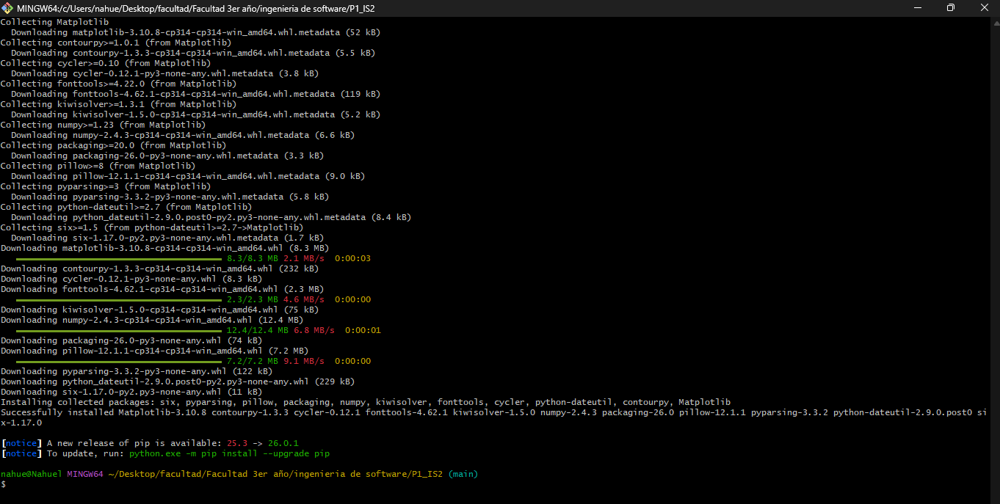 MINGW64:/c/Users/nahue/Desktop/facultad/Facultad 3er año/ingenieria de software/P1_IS2
Collecting Matplotlib
  Downloading matplotlib-3.10.8-cp314-cp314-win_amd64.whl.metadata (52 kB)
Collecting contourpy>=1.0.1 (from Matplotlib)
  Downloading contourpy-1.3.3-cp314-cp314-win_amd64.whl.metadata (5.5 kB)
Collecting cycler>=0.10 (from Matplotlib)
  Downloading cycler-0.12.1-py3-none-any.whl.metadata (3.8 kB)
Collecting fonttools>=4.22.0 (from Matplotlib)
  Downloading fonttools-4.62.1-cp314-cp314-win_amd64.whl.metadata (119 kB)
Collecting kiwisolver>=1.3.1 (from Matplotlib)
  Downloading kiwisolver-1.5.0-cp314-cp314-win_amd64.whl.metadata (5.2 kB)
Collecting numpy>=1.23 (from Matplotlib)
  Downloading numpy-2.4.3-cp314-cp314-win_amd64.whl.metadata (6.6 kB)
Collecting packaging>=20.0 (from Matplotlib)
  Downloading packaging-26.0-py3-none-any.whl.metadata (3.3 kB)
Collecting pillow>=8 (from Matplotlib)
  Downloading pillow-12.1.1-cp314-cp314-win_amd64.whl.metadata (9.0 kB)
Collecting pyparsing>=3 (from Matplotlib)
  Downloading pyparsing-3.3.2-py3-none-any.whl.metadata (5.8 kB)
Collecting python-dateutil>=2.7 (from Matplotlib)
  Downloading python_dateutil-2.9.0.post0-py2.py3-none-any.whl.metadata (8.4 kB)
Collecting six>=1.5 (from python-dateutil>=2.7->Matplotlib)
  Downloading six-1.17.0-py2.py3-none-any.whl.metadata (1.7 kB)
Downloading matplotlib-3.10.8-cp314-cp314-win_amd64.whl (8.3 MB)
8.3/8.3 MB 2.1 MB/s  0:00:03
Downloading contourpy-1.3.3-cp314-cp314-win_amd64.whl (232 kB)
Downloading cycler-0.12.1-py3-none-any.whl (8.3 kB)
Downloading fonttools-4.62.1-cp314-cp314-win_amd64.whl (2.3 MB)
2.3/2.3 MB 4.6 MB/s  0:00:00
Downloading kiwisolver-1.5.0-cp314-cp314-win_amd64.whl (75 kB)
Downloading numpy-2.4.3-cp314-cp314-win_amd64.whl (12.4 MB)
12.4/12.4 MB 6.8 MB/s  0:00:01
Downloading packaging-26.0-py3-none-any.whl (74 kB)
Downloading pillow-12.1.1-cp314-cp314-win_amd64.whl (7.2 MB)
7.2/7.2 MB 9.1 MB/s  0:00:00
Downloading pyparsing-3.3.2-py3-none-any.whl (122 kB)
Downloading python_dateutil-2.9.0.post0-py2.py3-none-any.whl (229 kB)
Downloading six-1.17.0-py2.py3-none-any.whl (11 kB)
Installing collected packages: six, pyparsing, pillow, packaging, numpy, kiwisolver, fonttools, cycler, python-dateutil, contourpy, Matplotlib
Successfully installed Matplotlib-3.10.8 contourpy-1.3.3 cycler-0.12.1 fonttools-4.62.1 kiwisolver-1.5.0 numpy-2.4.3 packaging-26.0 pillow-12.1.1 pyparsing-3.3.2 python-dateutil-2.9.0.post0 si
x-1.17.0
[notice] A new release of pip is available: 25.3 -> 26.0.1
[notice] To update, run: python.exe -m pip install --upgrade pip
nahue@Nahuel MINGW64 ~/Desktop/facultad/Facultad 3er año/ingenieria de software/P1_IS2 (main)
$